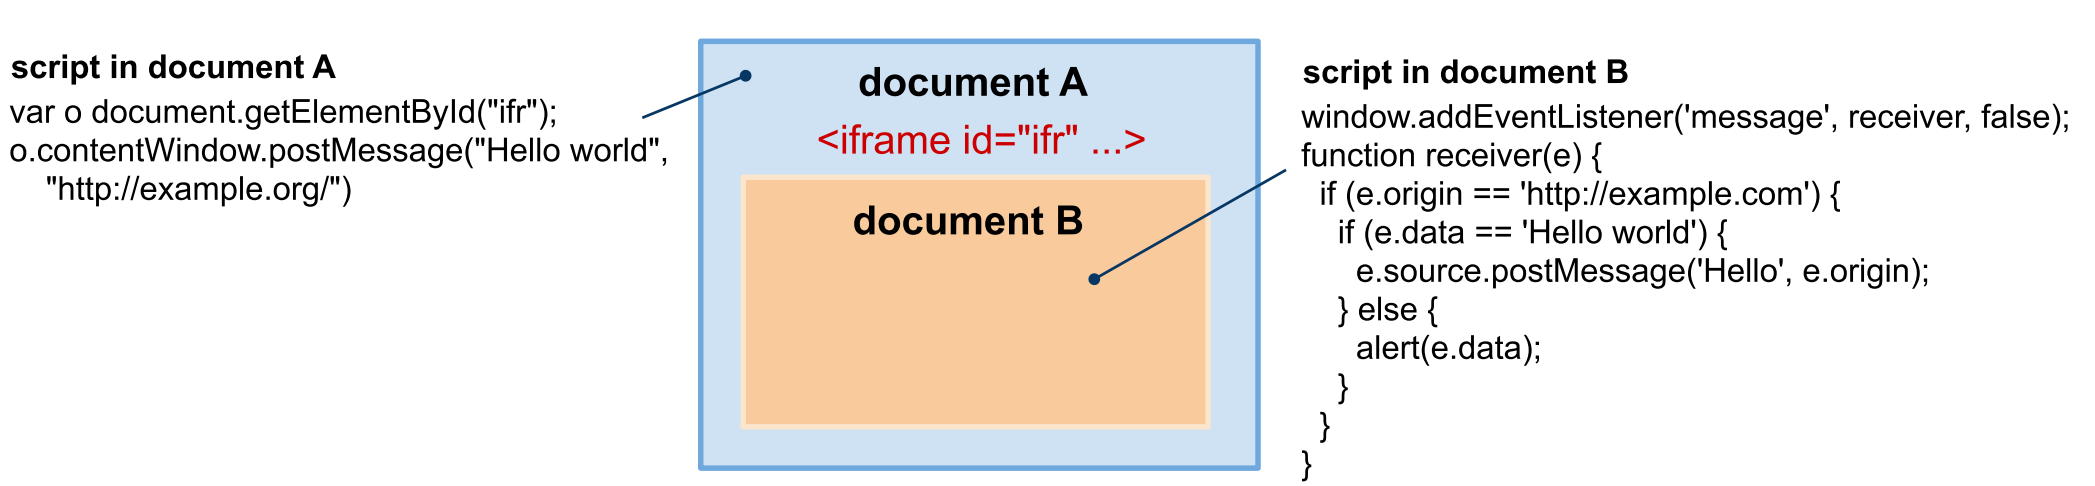 script in document A
var o document.getElementById("ifr");
o.contentWindow.postMessage("Hello world",
"http://example.org/")
document A
<iframe id="ifr" ...>
document B
script in document B
window.addEventListener('message', receiver, false);
function receiver(e) {
if (e.origin == 'http://example.com') {
if (e.data == 'Hello world') {
e.source.postMessage('Hello', e.origin);
} else {
alert(e.data);
}
}
}